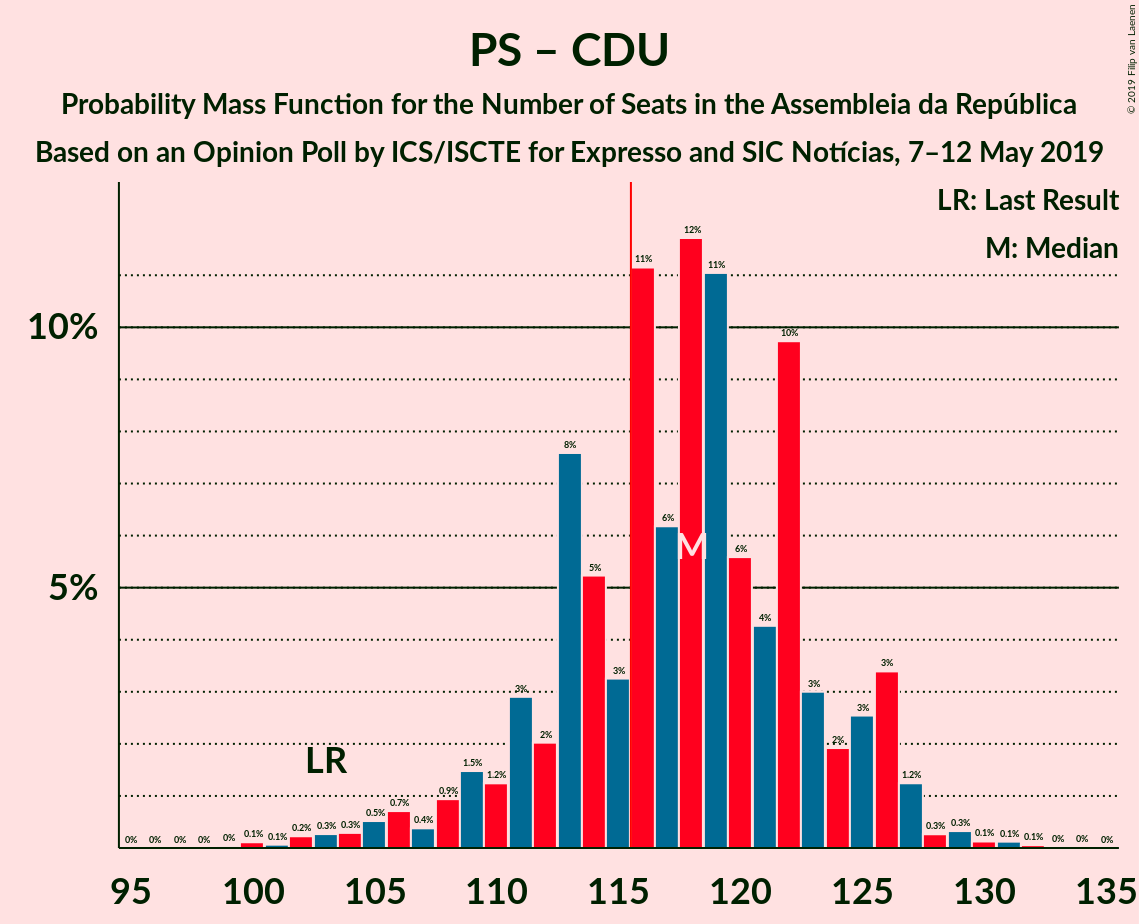 PS – CDU
Probability Mass Function for the Number of Seats in the Assembleia da República
Based on an Opinion Poll by ICS/ISCTE for Expresso and SIC Notícias, 7–12 May 2019
© 2019 Filip van Laenen
LR: Last Result
M: Median
10%
5%
0% 0% 0% 0% 0% 0.1% 0.1% 0.2% 0.3% 0.3% 0.5% 0.7% 0.4% 0.9% 1.5% 1.2% 3% 2% 8% 5% 3% 11% 6% 12% 11% 6% 4% 10% 3% 2% 3% 3% 1.2% 0.3% 0.3% 0.1% 0.1% 0.1% 0% 0% 0%
LR
M
95 100 105 110 115 120 125 130 135